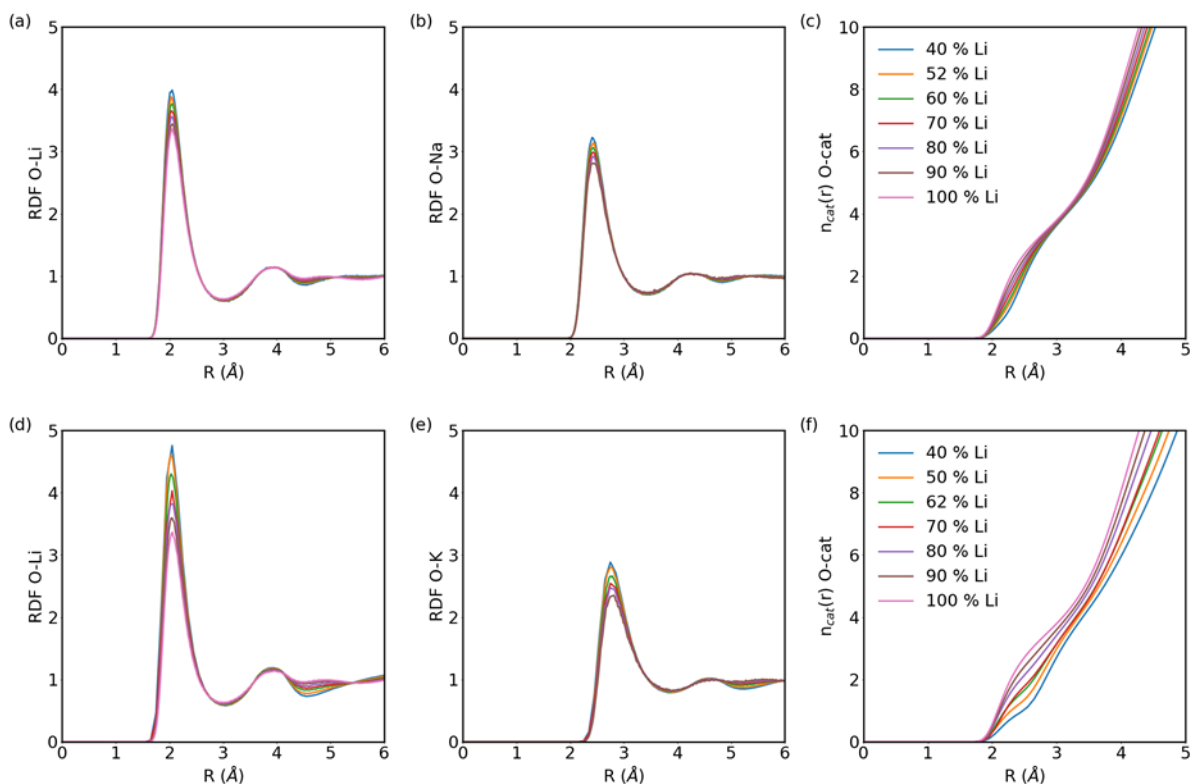 (a)
5
4
3
2
1
0
RDF O-Li
0 1 2 3 4 5 6
R (Å)
(b)
5
4
3
2
1
0
RDF O-Na
0 1 2 3 4 5 6
R (Å)
(c)
10
8
6
4
2
0
n_cat(r) O-cat
40 % Li
52 % Li
60 % Li
70 % Li
80 % Li
90 % Li
100 % Li
0 1 2 3 4 5
R (Å)
(d)
5
4
3
2
1
0
RDF O-Li
0 1 2 3 4 5 6
R (Å)
(e)
5
4
3
2
1
0
RDF O-K
0 1 2 3 4 5 6
R (Å)
(f)
10
8
6
4
2
0
n_cat(r) O-cat
40 % Li
50 % Li
62 % Li
70 % Li
80 % Li
90 % Li
100 % Li
0 1 2 3 4 5
R (Å)